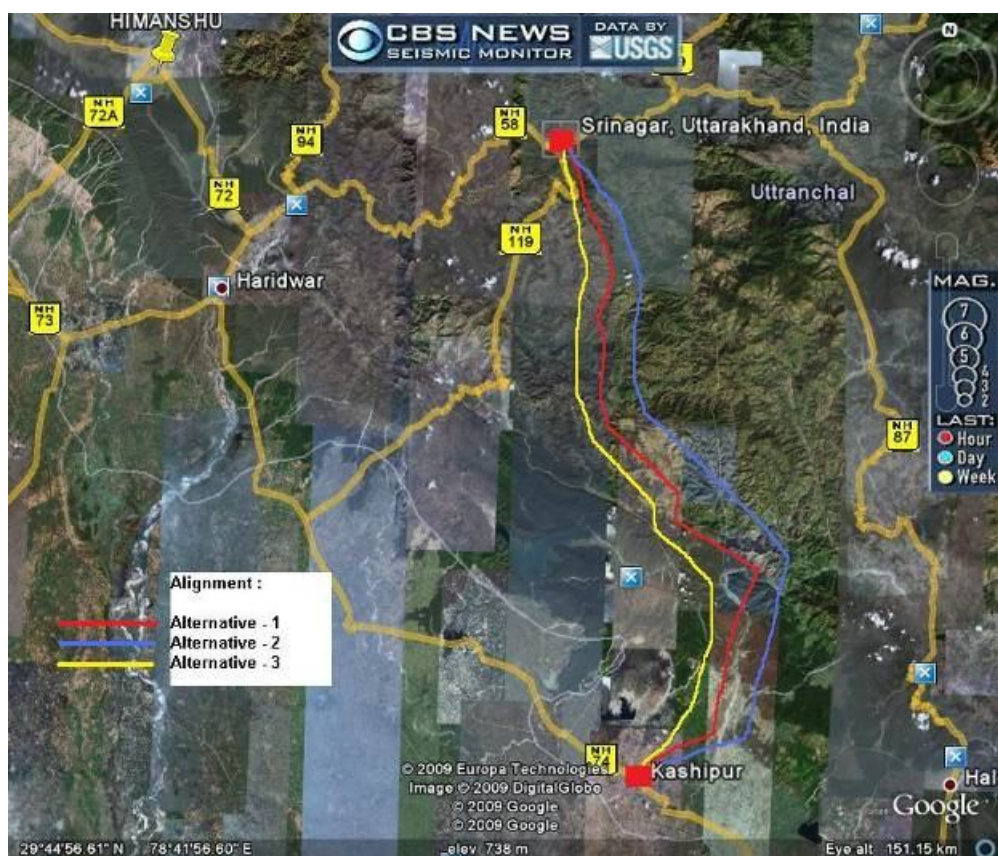 HIMANSHU
CBS NEWS
SEISMIC MONITOR
DATA BY
USGS
N
NH
72A
NH
94
NH
58
Srinagar, Uttarakhand, India
NH
72
Uttranchal
NH
119
Haridwar
MAG.
7
6
5
4
3
2
NH
73
LAST:
Hour
Day
Week
NH
87
Alignment :
Alternative - 1
Alternative - 2
Alternative - 3
NH
74
Kashipur
© 2009 Europa Technologies
Image © 2009 DigitalGlobe
© 2009 Google
© 2009 Google
Hal
©2009 Google
29°44'56.61" N 78°41'56.60" E
elev 738 m
Eye alt 151.15 km